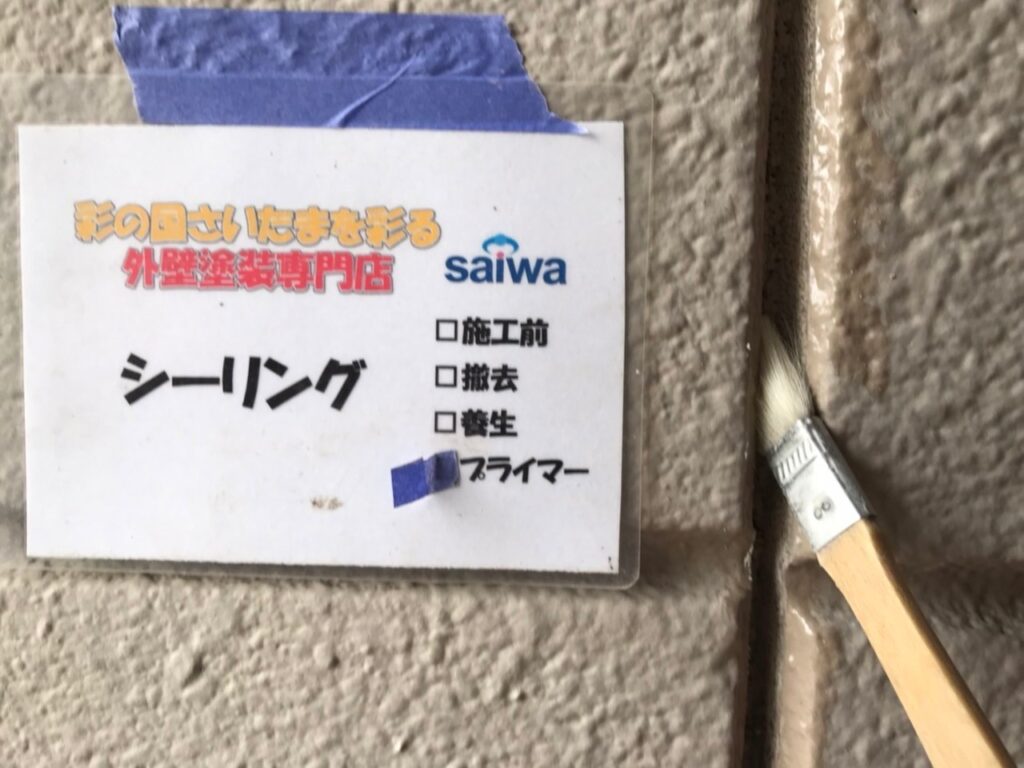 彩の国さいたまを彩る
外壁塗装専門店
saiwa
シーリング
□施工前
□撤去
□養生
プライマー
8